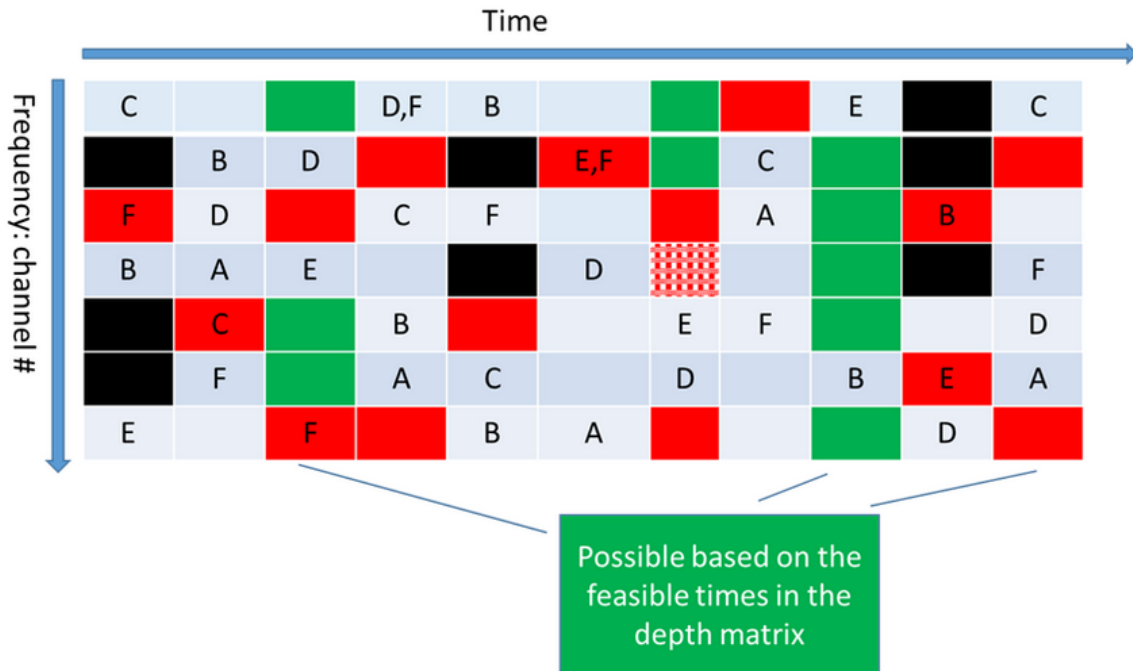 Time
Frequency: channel #
C D,F B E C
B D E,F C
F D C F A B
B A E D F
C B E F D
F A C D B E A
E F B A D
Possible based on the
feasible times in the
depth matrix